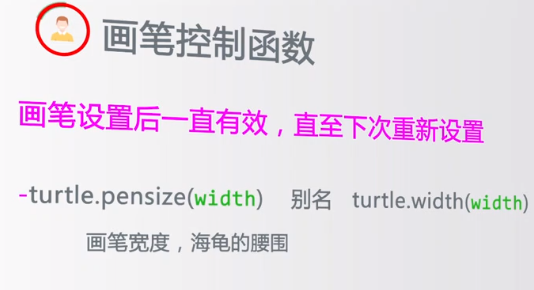 画笔控制函数
画笔设置后一直有效，直至下次重新设置
-turtle.pensize(width) 别名 turtle.width(width)
画笔宽度，海龟的腰围